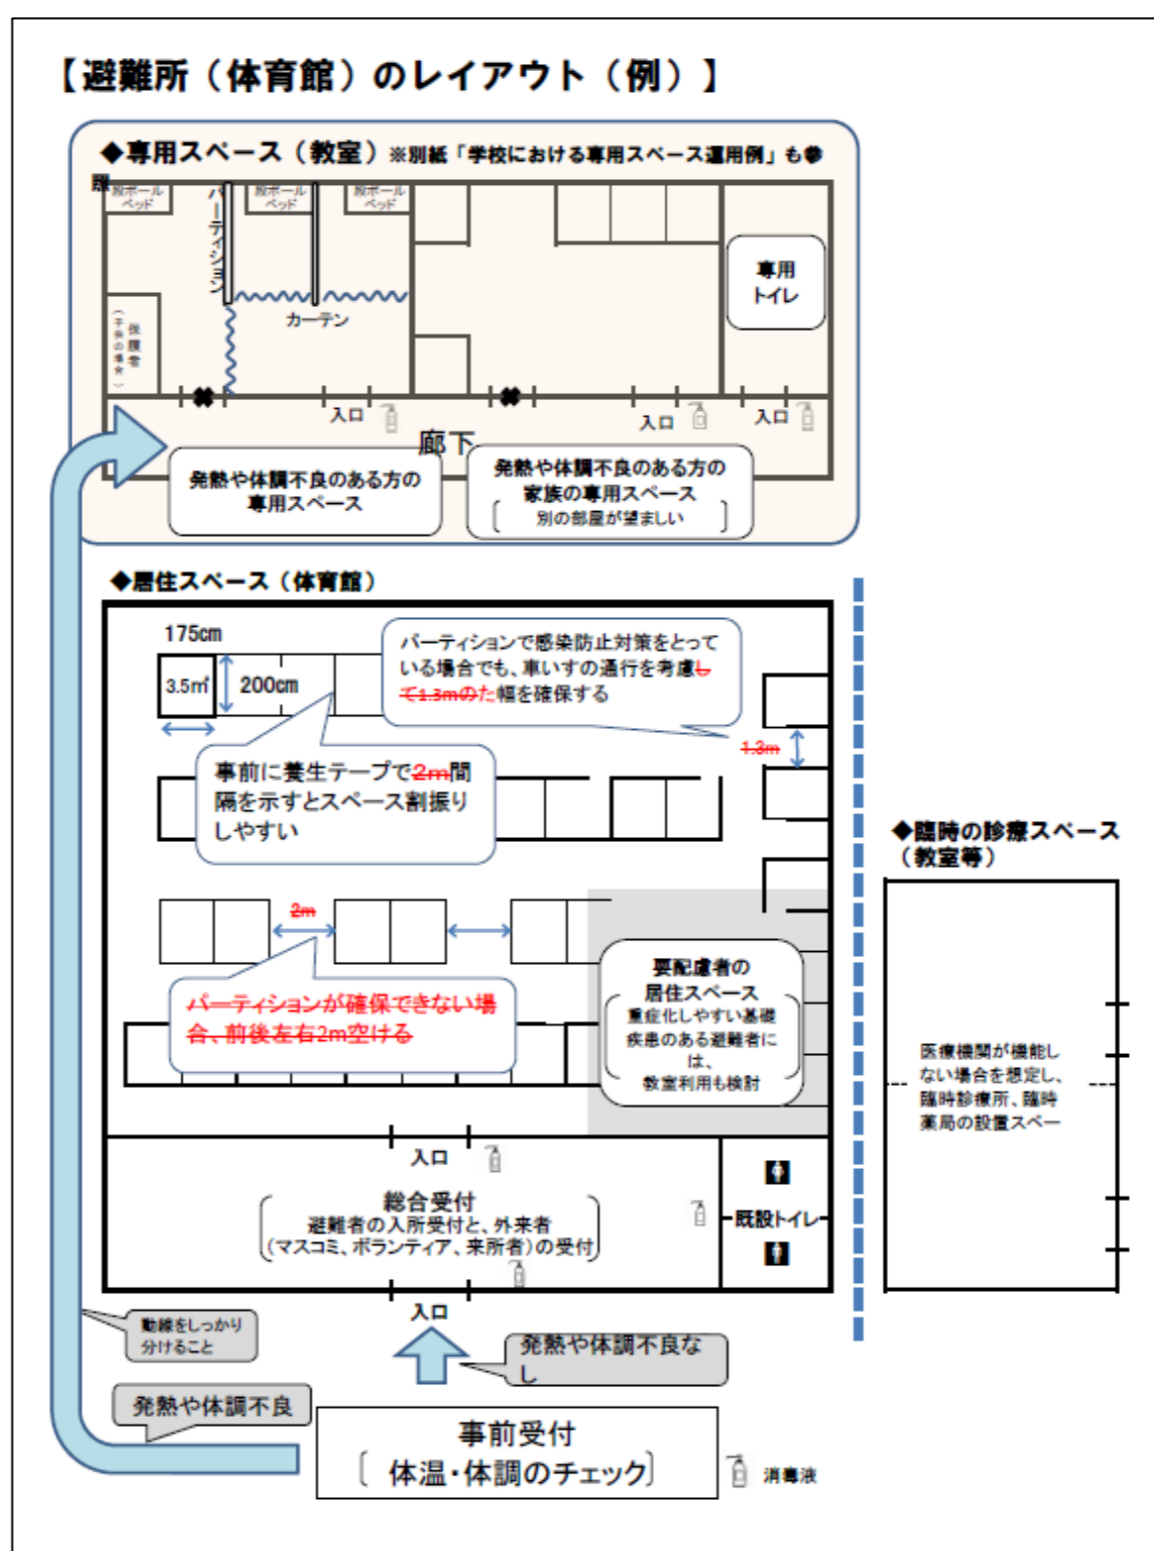 【避難所（体育館）のレイアウト（例）】
◆専用スペース（教室）※別紙「学校における専用スペース運用例」も参
照
段ボール
ベッド
パーティション
段ボール
ベッド
段ボール
ベッド
専用
トイレ
カーテン
保護者
（子供の場合）
入口
入口
入口
廊下
発熱や体調不良のある方の
専用スペース
発熱や体調不良のある方の
家族の専用スペース
別の部屋が望ましい
◆居住スペース（体育館）
175cm
3.5㎡
200cm
パーティションで感染防止対策をとって
いる場合でも、車いすの通行を考慮し
て1.3mのた幅を確保する
1.3m
事前に養生テープで2m間
隔を示すとスペース割振り
しやすい
◆臨時の診療スペース
（教室等）
2m
パーティションが確保できない場
合、前後左右2m空ける
要配慮者の
居住スペース
重症化しやすい基礎
疾患のある避難者に
は、
教室利用も検討
医療機関が機能し
ない場合を想定し、
臨時診療所、臨時
薬局の設置スペー
入口
総合受付
避難者の入所受付と、外来者
（マスコミ、ボランティア、来所者）の受付
既設トイレ
入口
動線をしっかり
分けること
発熱や体調不良な
し
発熱や体調不良
事前受付
〔 体温・体調のチェック〕
消毒液